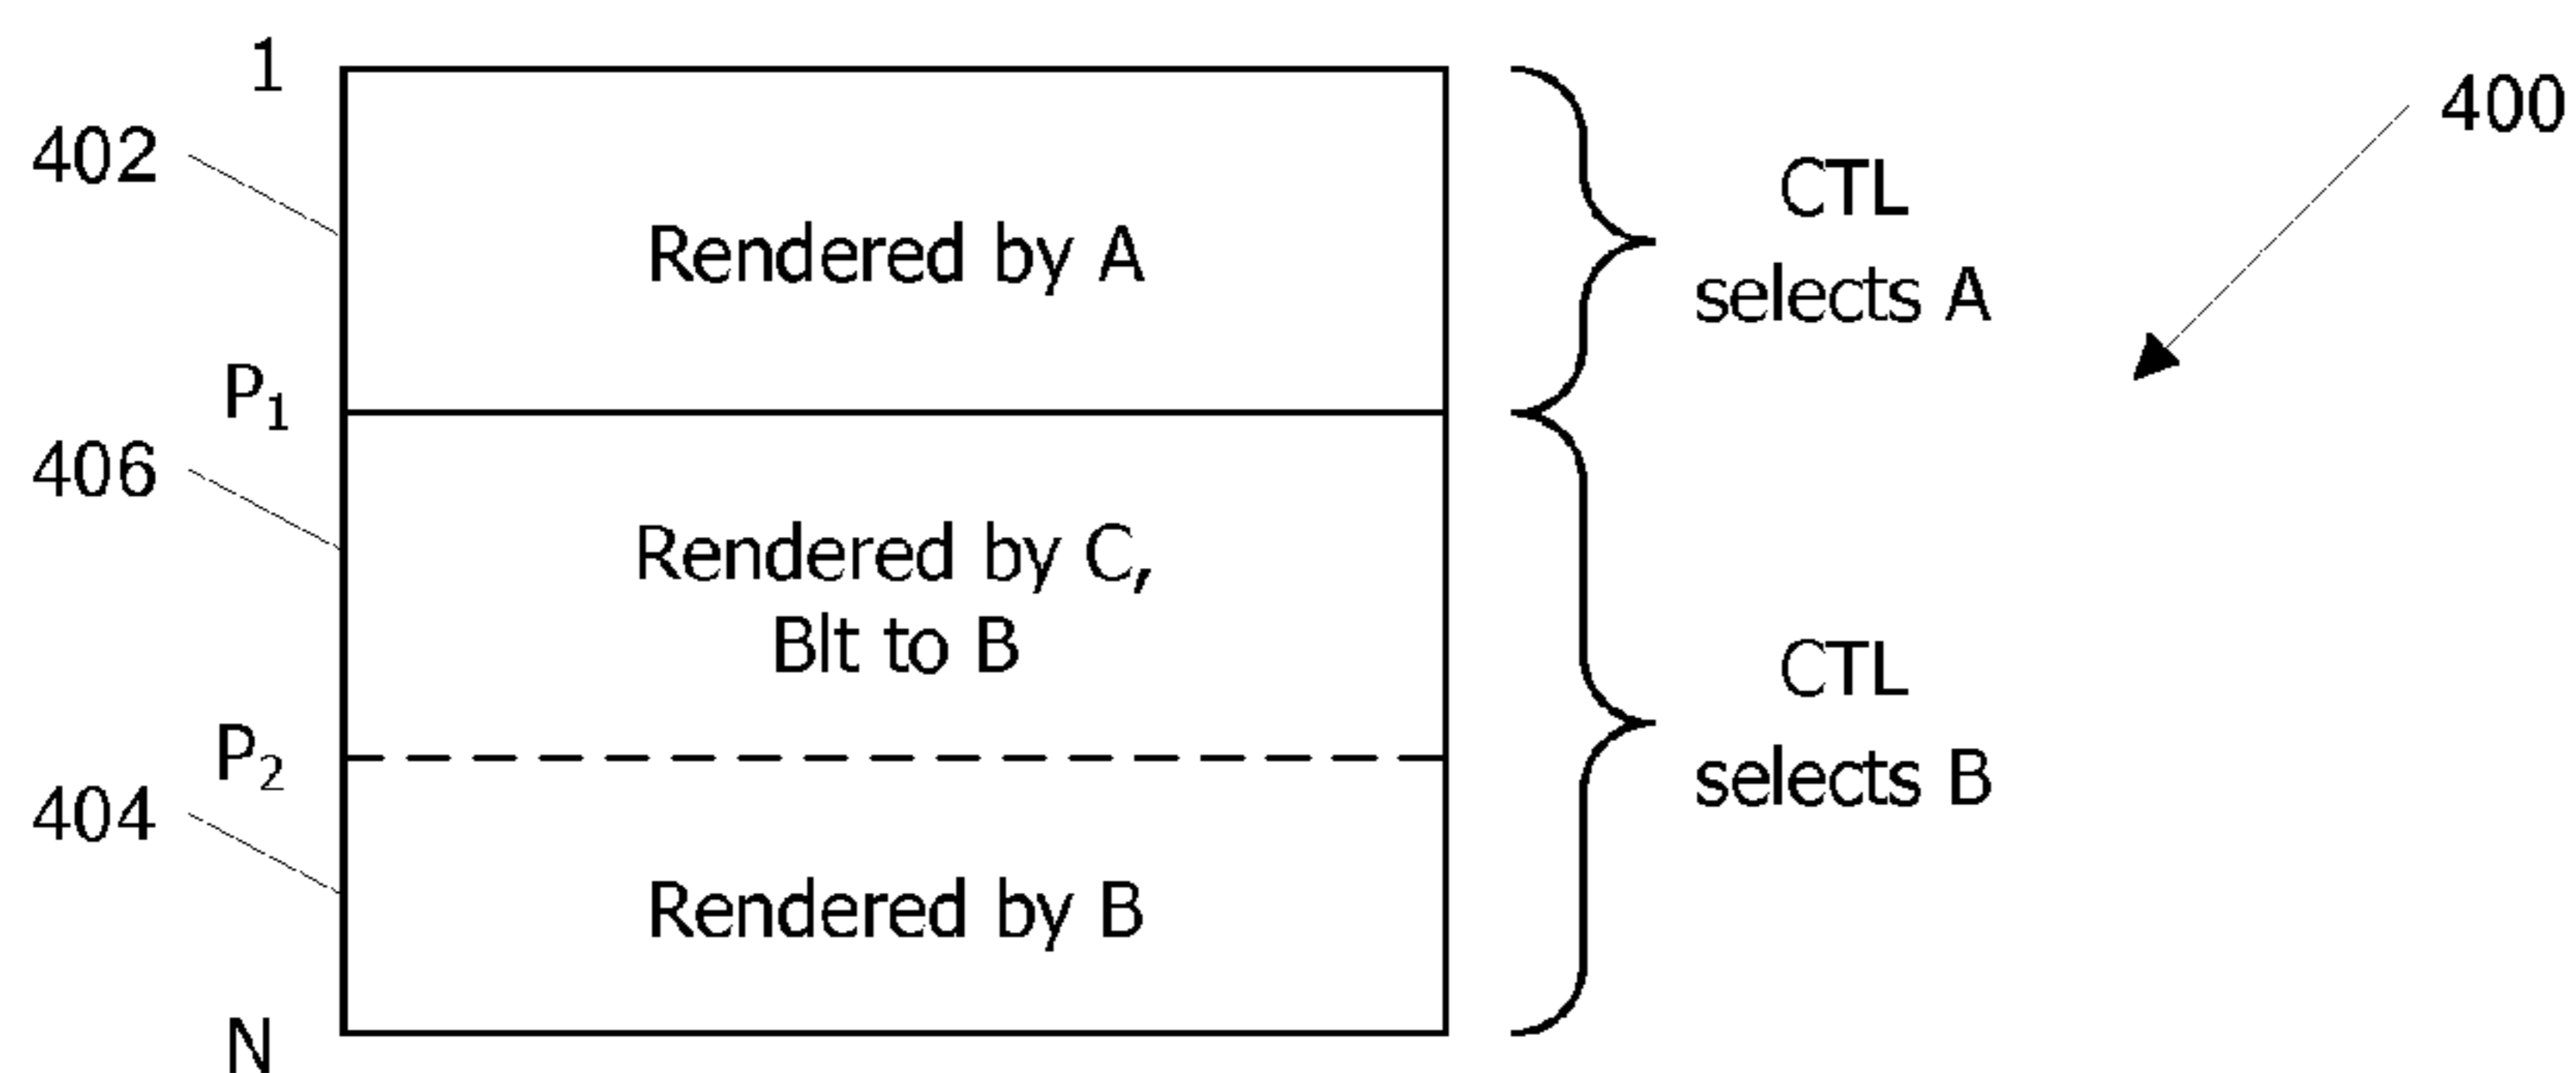 1
402
Rendered by A
CTL
selects A
400
P₁
406
Rendered by C,
Blt to B
CTL
selects B
P₂
404
Rendered by B
N